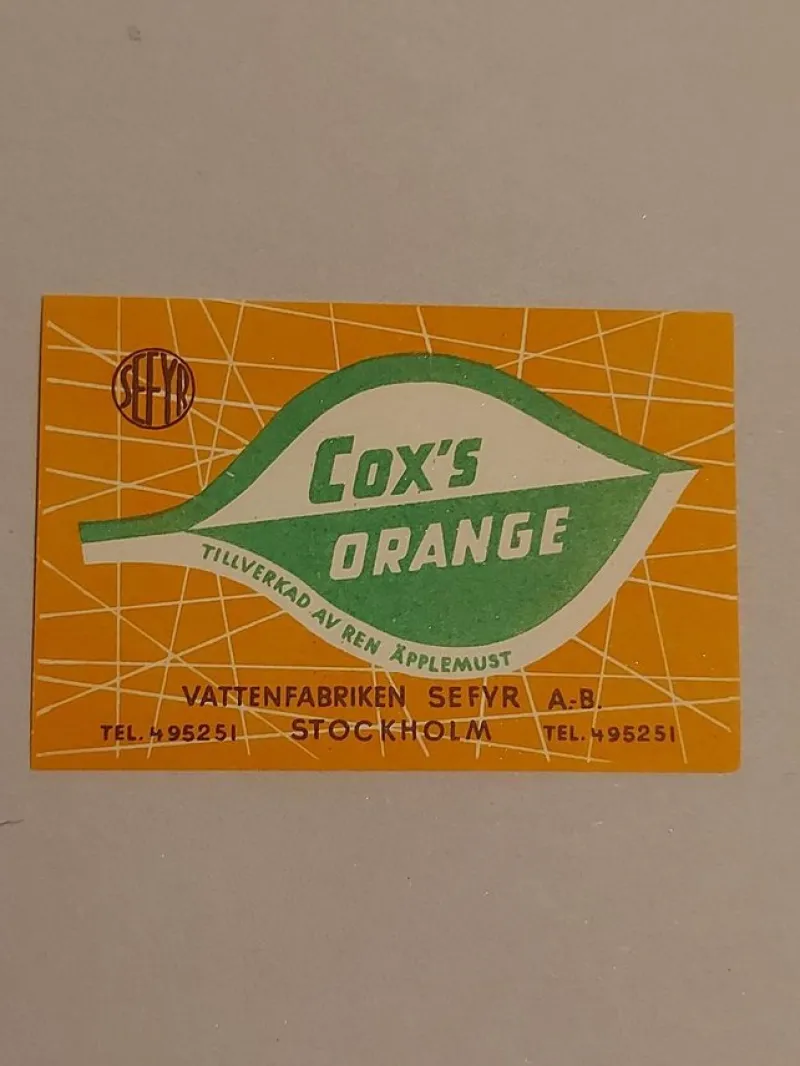 SEFYR
COX'S
ORANGE
TILLVERKAD AV REN ÄPPLEMUST
VATTENFABRIKEN SEFYR A.-B.
TEL. 495251 STOCKHOLM TEL. 495251